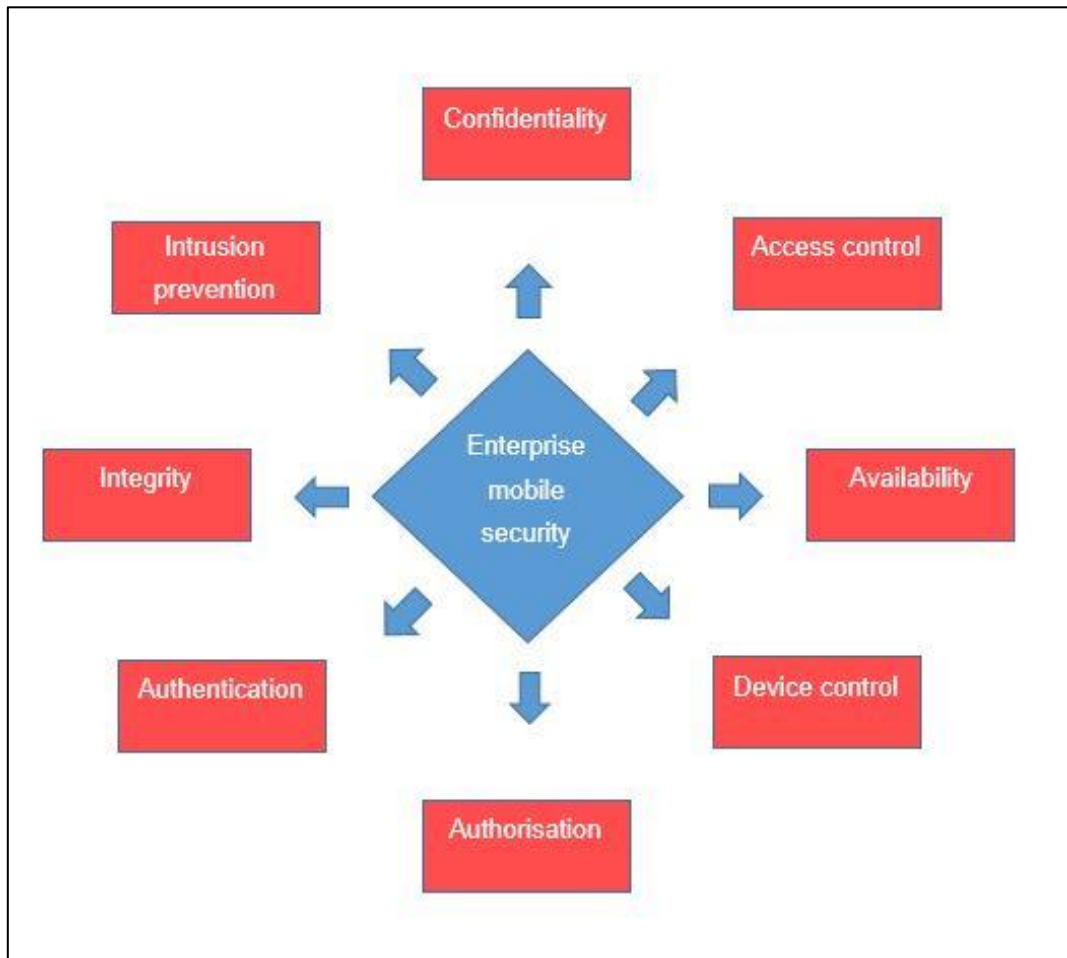 Confidentiality
Intrusion
prevention
Access control
Enterprise
mobile
security
Integrity
Availability
Authentication
Device control
Authorisation